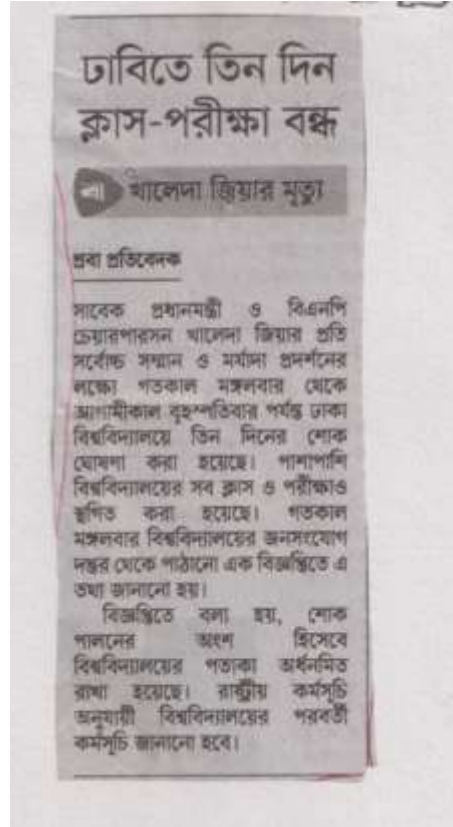 ঢাবিতে তিন দিন
ক্লাস-পরীক্ষা বন্ধ
খালেদা জিয়ার মৃত্যু
প্রবা প্রতিবেদক
সাবেক প্রধানমন্ত্রী ও বিএনপি
চেয়ারপারসন খালেদা জিয়ার প্রতি
সর্বোচ্চ সম্মান ও মর্যাদা প্রদর্শনের
লক্ষ্যে গতকাল মঙ্গলবার থেকে
আগামীকাল বৃহস্পতিবার পর্যন্ত ঢাকা
বিশ্ববিদ্যালয়ে তিন দিনের শোক
ঘোষণা করা হয়েছে। পাশাপাশি
বিশ্ববিদ্যালয়ের সব ক্লাস ও পরীক্ষাও
স্থগিত করা হয়েছে। গতকাল
মঙ্গলবার বিশ্ববিদ্যালয়ের জনসংযোগ
দপ্তর থেকে পাঠানো এক বিজ্ঞপ্তিতে এ
তথ্য জানানো হয়।
বিজ্ঞপ্তিতে বলা হয়, শোক
পালনের অংশ হিসেবে
বিশ্ববিদ্যালয়ের পতাকা অর্ধনমিত
রাখা হয়েছে। রাষ্ট্রীয় কর্মসূচি
অনুযায়ী বিশ্ববিদ্যালয়ের পরবর্তী
কর্মসূচি জানানো হবে।